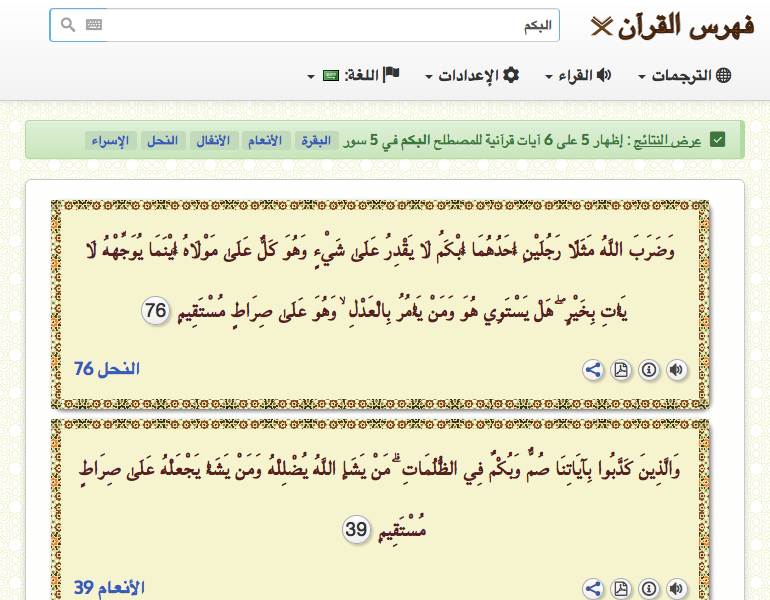 فهرس القرآن
البكم
الترجمات
القراء
الإعدادات
اللغة:
عرض النتائج : إظهار 5 على 6 آيات قرآنية للمصطلح البكم في 5 سور البقرة الأنعام الأنفال النحل الإسراء
وَضَرَبَ اللَّهُ مَثَلًا رَجُلَيْنِ أَحَدُهُمَا أَبْكَمُ لَا يَقْدِرُ عَلَىٰ شَيْءٍ وَهُوَ كَلٌّ عَلَىٰ مَوْلَاهُ أَيْنَمَا يُوَجِّهْهُ لَا
يَأْتِ بِخَيْرٍ ۖ هَلْ يَسْتَوِي هُوَ وَمَنْ يَأْمُرُ بِالْعَدْلِ ۙ وَهُوَ عَلَىٰ صِرَاطٍ مُسْتَقِيمٍ 76
النحل 76
وَالَّذِينَ كَذَّبُوا بِآيَاتِنَا صُمٌّ وَبُكْمٌ فِي الظُّلُمَاتِ ۗ مَنْ يَشَإِ اللَّهُ يُضْلِلْهُ وَمَنْ يَشَأْ يَجْعَلْهُ عَلَىٰ صِرَاطٍ
مُسْتَقِيمٍ 39
الأنعام 39